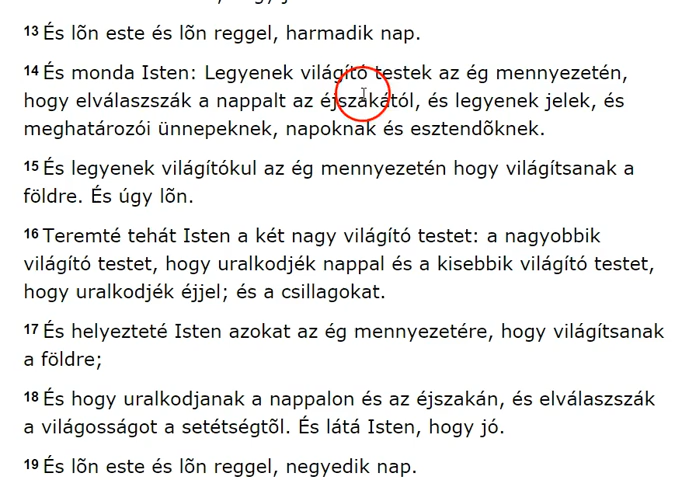 13 És lõn este és lõn reggel, harmadik nap.
14 És monda Isten: Legyenek világító testek az ég mennyezetén,
hogy elválaszszák a nappalt az éjszakától, és legyenek jelek, és
meghatározói ünnepeknek, napoknak és esztendõknek.
15 És legyenek világítókul az ég mennyezetén hogy világítsanak a
földre. És úgy lõn.
16 Teremté tehát Isten a két nagy világító testet: a nagyobbik
világító testet, hogy uralkodjék nappal és a kisebbik világító testet,
hogy uralkodjék éjjel; és a csillagokat.
17 És helyezteté Isten azokat az ég mennyezetére, hogy világítsanak
a földre;
18 És hogy uralkodjanak a nappalon és az éjszakán, és elválaszszák
a világosságot a setétségtõl. És látá Isten, hogy jó.
19 És lõn este és lõn reggel, negyedik nap.